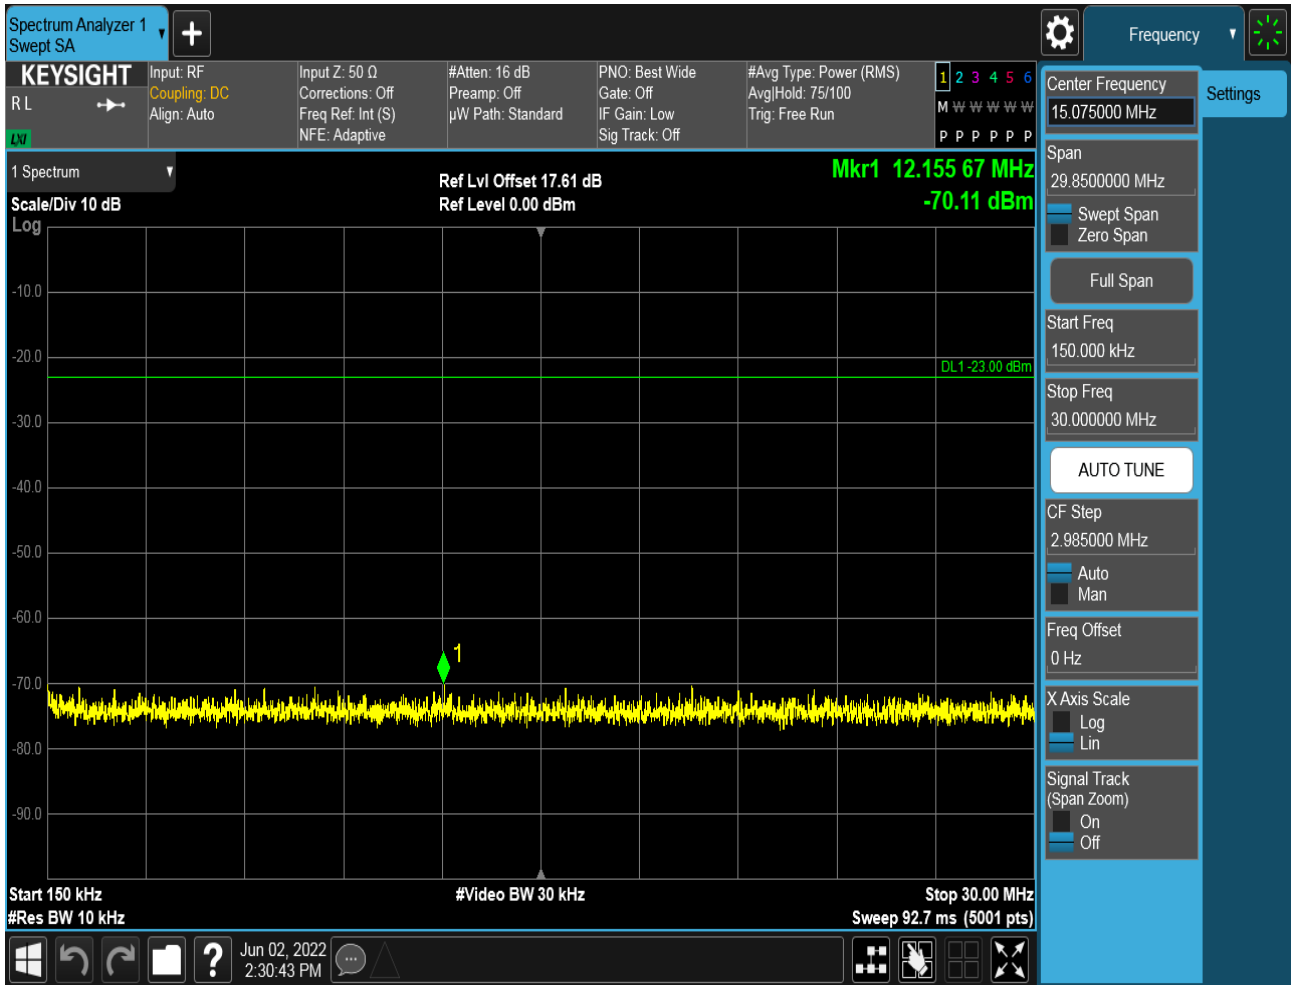 Spectrum Analyzer 1
Swept SA
Frequency
KEYSIGHT
R L
LXI
Input: RF
Coupling: DC
Align: Auto
Input Z: 50 Ω
Corrections: Off
Freq Ref: Int (S)
NFE: Adaptive
#Atten: 16 dB
Preamp: Off
µW Path: Standard
PNO: Best Wide
Gate: Off
IF Gain: Low
Sig Track: Off
#Avg Type: Power (RMS)
Avg|Hold: 75/100
Trig: Free Run
1 2 3 4 5 6
M W W W W W
P P P P P P
1 Spectrum
Scale/Div 10 dB
Log
Ref Lvl Offset 17.61 dB
Ref Level 0.00 dBm
Mkr1 12.155 67 MHz
-70.11 dBm
-10.0
-20.0
DL1 -23.00 dBm
-30.0
-40.0
-50.0
-60.0
1
-70.0
-80.0
-90.0
Start 150 kHz
#Video BW 30 kHz
Stop 30.00 MHz
#Res BW 10 kHz
Sweep 92.7 ms (5001 pts)
Jun 02, 2022
2:30:43 PM
Center Frequency
15.075000 MHz
Settings
Span
29.8500000 MHz
Swept Span
Zero Span
Full Span
Start Freq
150.000 kHz
Stop Freq
30.000000 MHz
AUTO TUNE
CF Step
2.985000 MHz
Auto
Man
Freq Offset
0 Hz
X Axis Scale
Log
Lin
Signal Track
(Span Zoom)
On
Off